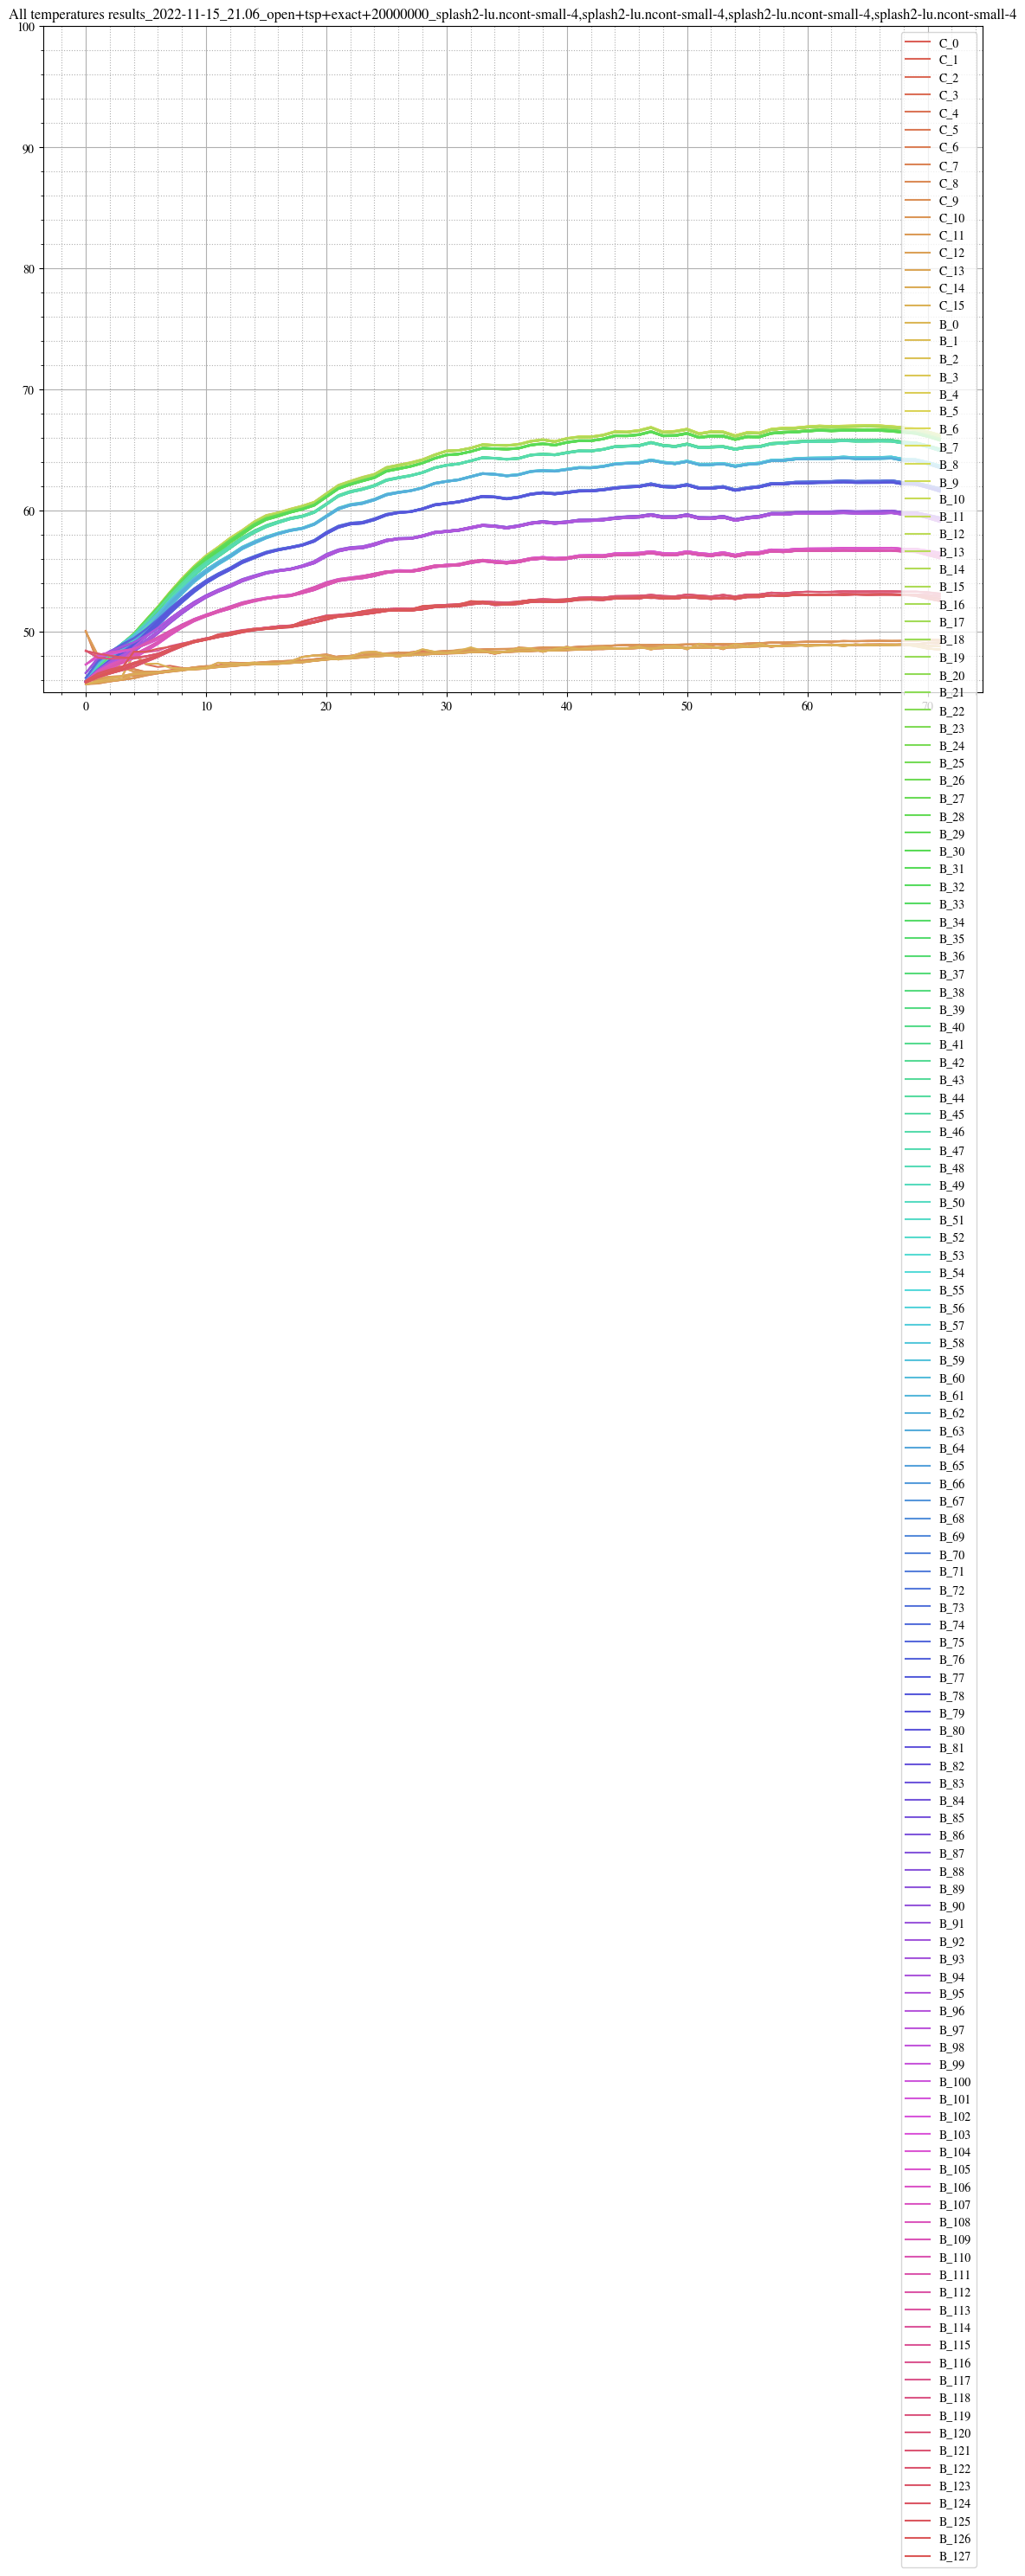 All temperatures results_2022-11-15_21.06_open+tsp+exact+20000000_splash2-lu.ncont-small-4,splash2-lu.ncont-small-4,splash2-lu.ncont-small-4,splash2-lu.ncont-small-4
100
90
80
70
60
50
0 10 20 30 40 50 60 70
C_0
C_1
C_2
C_3
C_4
C_5
C_6
C_7
C_8
C_9
C_10
C_11
C_12
C_13
C_14
C_15
B_0
B_1
B_2
B_3
B_4
B_5
B_6
B_7
B_8
B_9
B_10
B_11
B_12
B_13
B_14
B_15
B_16
B_17
B_18
B_19
B_20
B_21
B_22
B_23
B_24
B_25
B_26
B_27
B_28
B_29
B_30
B_31
B_32
B_33
B_34
B_35
B_36
B_37
B_38
B_39
B_40
B_41
B_42
B_43
B_44
B_45
B_46
B_47
B_48
B_49
B_50
B_51
B_52
B_53
B_54
B_55
B_56
B_57
B_58
B_59
B_60
B_61
B_62
B_63
B_64
B_65
B_66
B_67
B_68
B_69
B_70
B_71
B_72
B_73
B_74
B_75
B_76
B_77
B_78
B_79
B_80
B_81
B_82
B_83
B_84
B_85
B_86
B_87
B_88
B_89
B_90
B_91
B_92
B_93
B_94
B_95
B_96
B_97
B_98
B_99
B_100
B_101
B_102
B_103
B_104
B_105
B_106
B_107
B_108
B_109
B_110
B_111
B_112
B_113
B_114
B_115
B_116
B_117
B_118
B_119
B_120
B_121
B_122
B_123
B_124
B_125
B_126
B_127